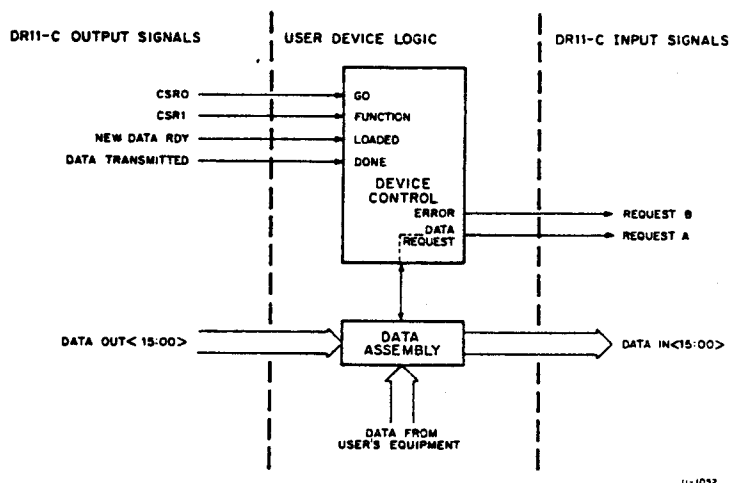 DR11-C OUTPUT SIGNALS
USER DEVICE LOGIC
DR11-C INPUT SIGNALS
CSR0
GO
CSR1
FUNCTION
NEW DATA RDY
LOADED
DATA TRANSMITTED
DONE
DEVICE
CONTROL
ERROR
REQUEST B
DATA
REQUEST
REQUEST A
DATA OUT< 15:00>
DATA
ASSEMBLY
DATA IN<15:00>
DATA FROM
USER'S EQUIPMENT
11-1052